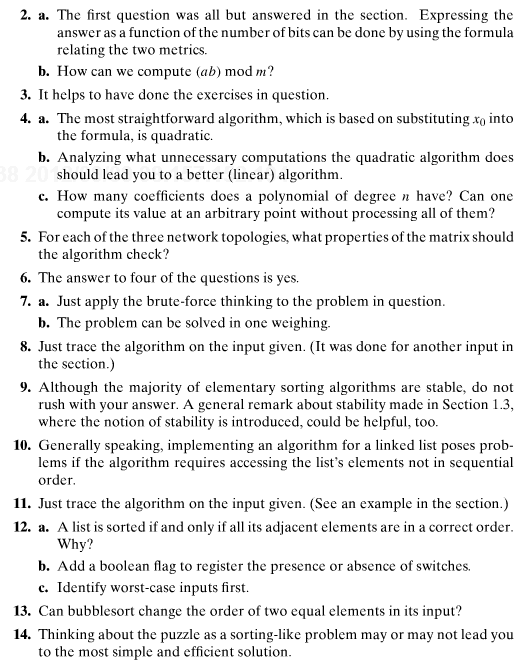 2. a. The first question was all but answered in the section. Expressing the
answer as a function of the number of bits can be done by using the formula
relating the two metrics.
b. How can we compute (ab) mod m?
3. It helps to have done the exercises in question.
4. a. The most straightforward algorithm, which is based on substituting x₀ into
the formula, is quadratic.
b. Analyzing what unnecessary computations the quadratic algorithm does
38 201
should lead you to a better (linear) algorithm.
c. How many coefficients does a polynomial of degree n have? Can one
compute its value at an arbitrary point without processing all of them?
5. For each of the three network topologies, what properties of the matrix should
the algorithm check?
6. The answer to four of the questions is yes.
7. a. Just apply the brute-force thinking to the problem in question.
b. The problem can be solved in one weighing.
8. Just trace the algorithm on the input given. (It was done for another input in
the section.)
9. Although the majority of elementary sorting algorithms are stable, do not
rush with your answer. A general remark about stability made in Section 1.3,
where the notion of stability is introduced, could be helpful, too.
10. Generally speaking, implementing an algorithm for a linked list poses prob-
lems if the algorithm requires accessing the list's elements not in sequential
order.
11. Just trace the algorithm on the input given. (See an example in the section.)
12. a. A list is sorted if and only if all its adjacent elements are in a correct order.
Why?
b. Add a boolean flag to register the presence or absence of switches.
c. Identify worst-case inputs first.
13. Can bubblesort change the order of two equal elements in its input?
14. Thinking about the puzzle as a sorting-like problem may or may not lead you
to the most simple and efficient solution.